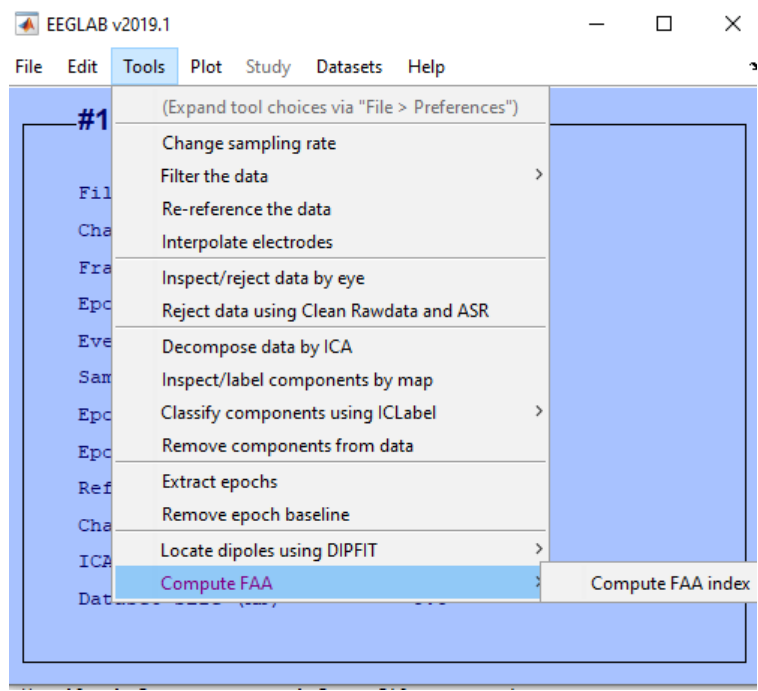 EEGLAB v2019.1
File Edit Tools Plot Study Datasets Help
#1
(Expand tool choices via "File > Preferences")
Change sampling rate
Fil
Filter the data
Cha
Re-reference the data
Interpolate electrodes
Fra
Inspect/reject data by eye
Epo
Reject data using Clean Rawdata and ASR
Eve
Decompose data by ICA
Sam
Inspect/label components by map
Epo
Classify components using ICLabel
Epo
Remove components from data
Ref
Extract epochs
Cha
Remove epoch baseline
ICA
Locate dipoles using DIPFIT
Compute FAA
Compute FAA index
Dat